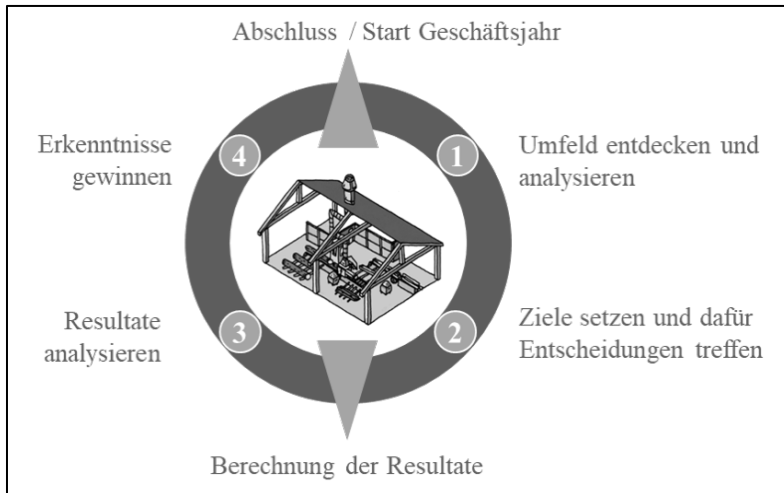 Abschluss / Start Geschäftsjahr
1
Umfeld entdecken und
analysieren
2
Ziele setzen und dafür
Entscheidungen treffen
Berechnung der Resultate
3
Resultate
analysieren
4
Erkenntnisse
gewinnen